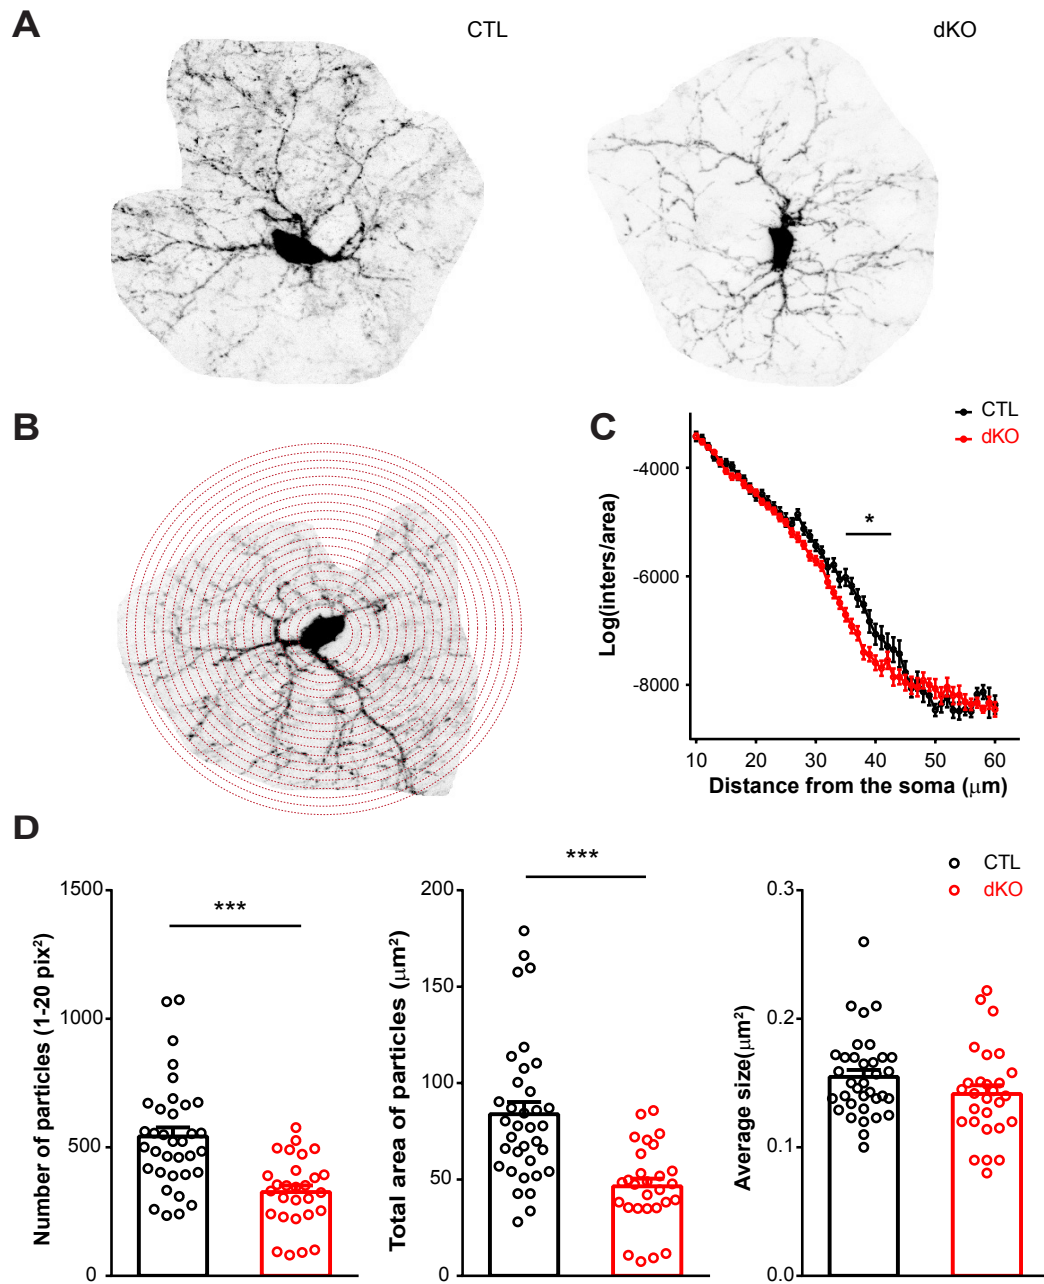 A
CTL
dKO
B
C
CTL
dKO
Log(inters/area)
-4000
-6000
-8000
*
10
20
30
40
50
60
Distance from the soma (μm)
D
Number of particles (1-20 pix²)
1500
1000
500
0
***
Total area of particles (μm²)
200
150
100
50
0
***
Average size(μm²)
0.3
0.2
0.1
0.0
CTL
dKO